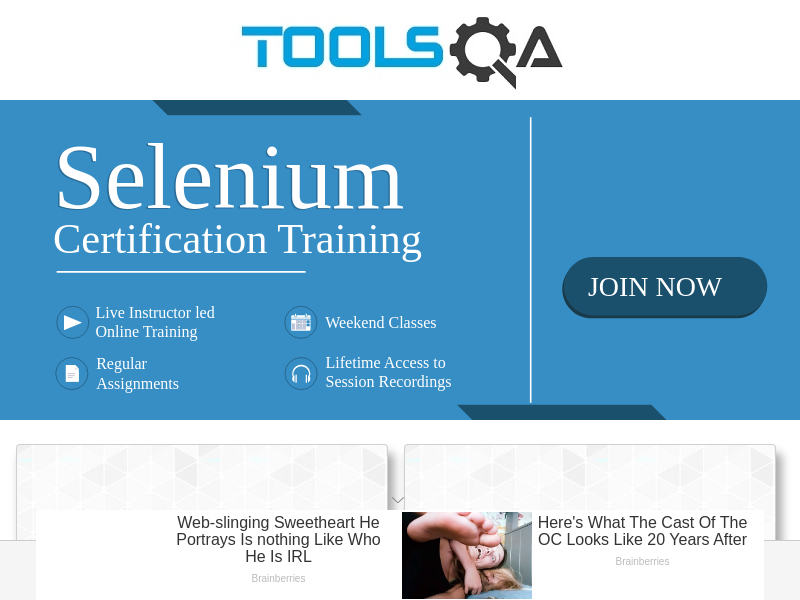 TOOLSQA
Selenium
Certification Training
Live Instructor led
Online Training
Weekend Classes
Regular
Assignments
Lifetime Access to
Session Recordings
JOIN NOW
Web-slinging Sweetheart He
Portrays Is nothing Like Who
He Is IRL
Brainberries
Here's What The Cast Of The
OC Looks Like 20 Years After
Brainberries